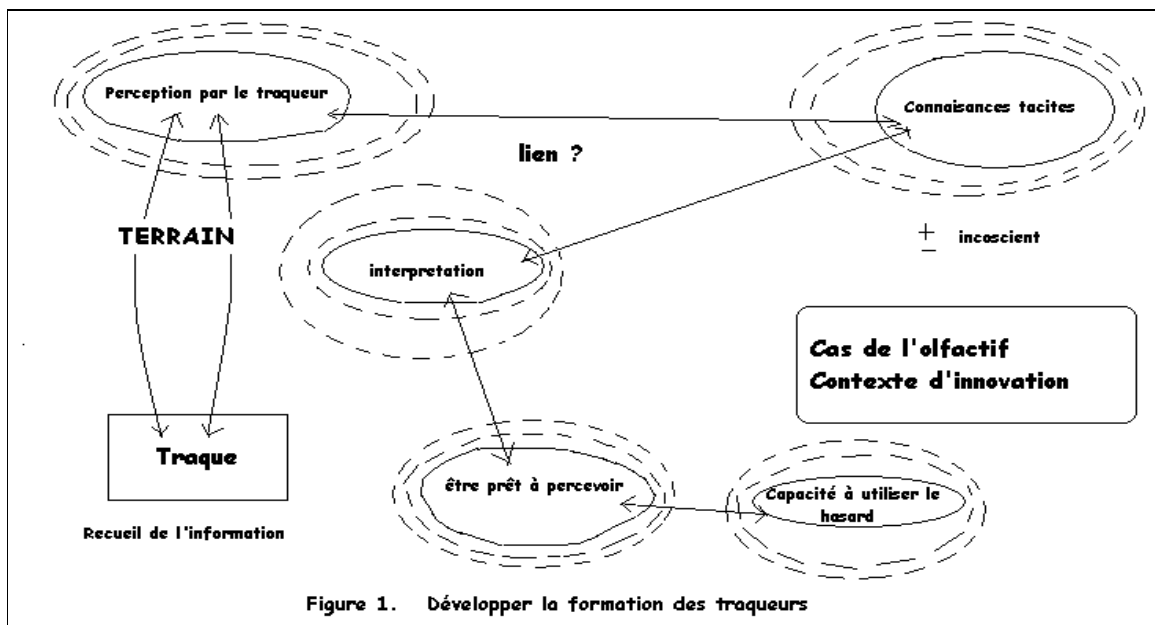 Perception par le traqueur
Connaisances tacites
lien ?
TERRAIN
± incoscient
interpretation
Cas de l'olfactif
Contexte d'innovation
Traque
être prêt à percevoir
Capacité à utiliser le
hasard
Recueil de l'information
Figure 1. Développer la formation des traqueurs